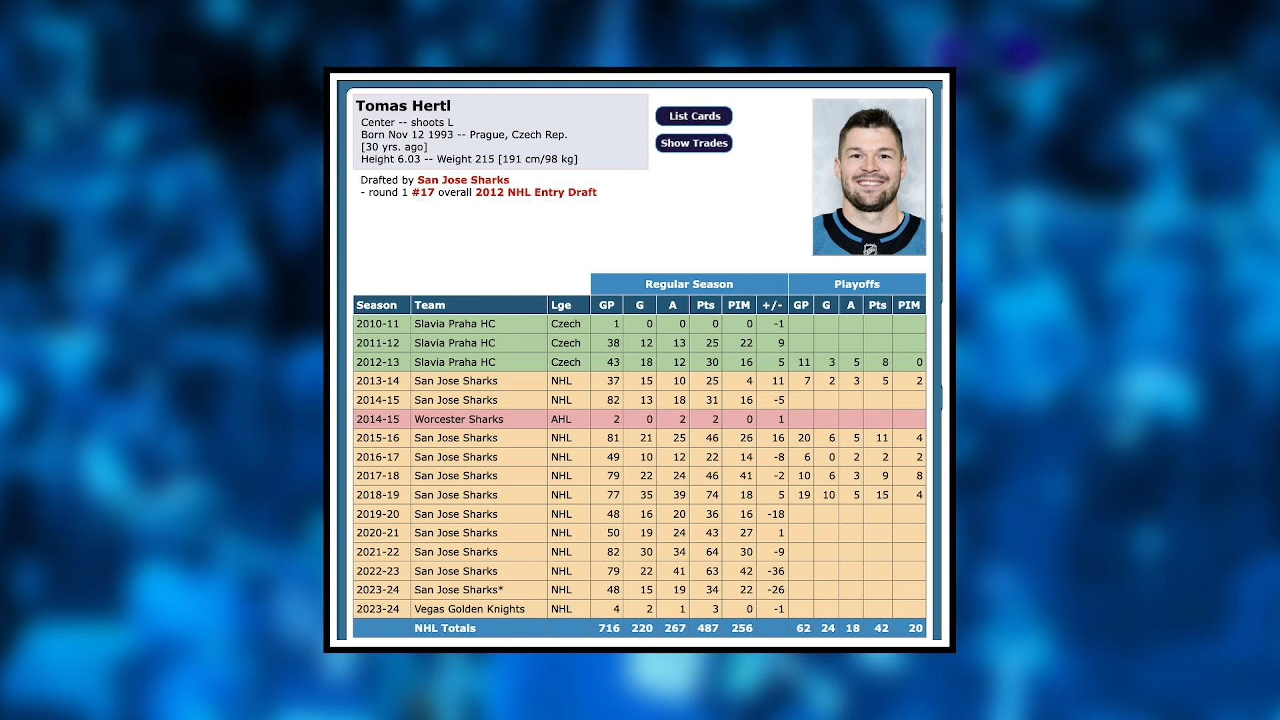 Tomas Hertl
Center -- shoots L
Born Nov 12 1993 -- Prague, Czech Rep.
[30 yrs. ago]
Height 6.03 -- Weight 215 [191 cm/98 kg]
Drafted by San Jose Sharks
- round 1 #17 overall 2012 NHL Entry Draft
List Cards
Show Trades
Regular Season Playoffs
Season Team Lge GP G A Pts PIM +/- GP G A Pts PIM
2010-11 Slavia Praha HC Czech 1 0 0 0 0 -1
2011-12 Slavia Praha HC Czech 38 12 13 25 22 9
2012-13 Slavia Praha HC Czech 43 18 12 30 16 5 11 3 5 8 0
2013-14 San Jose Sharks NHL 37 15 10 25 4 11 7 2 3 5 2
2014-15 San Jose Sharks NHL 82 13 18 31 16 -5
2014-15 Worcester Sharks AHL 2 0 2 2 0 1
2015-16 San Jose Sharks NHL 81 21 25 46 26 16 20 6 5 11 4
2016-17 San Jose Sharks NHL 49 10 12 22 14 -8 6 0 2 2 2
2017-18 San Jose Sharks NHL 79 22 24 46 41 -2 10 6 3 9 8
2018-19 San Jose Sharks NHL 77 35 39 74 18 5 19 10 5 15 4
2019-20 San Jose Sharks NHL 48 16 20 36 16 -18
2020-21 San Jose Sharks NHL 50 19 24 43 27 1
2021-22 San Jose Sharks NHL 82 30 34 64 30 -9
2022-23 San Jose Sharks NHL 79 22 41 63 42 -36
2023-24 San Jose Sharks* NHL 48 15 19 34 22 -26
2023-24 Vegas Golden Knights NHL 4 2 1 3 0 -1
NHL Totals 716 220 267 487 256 62 24 18 42 20